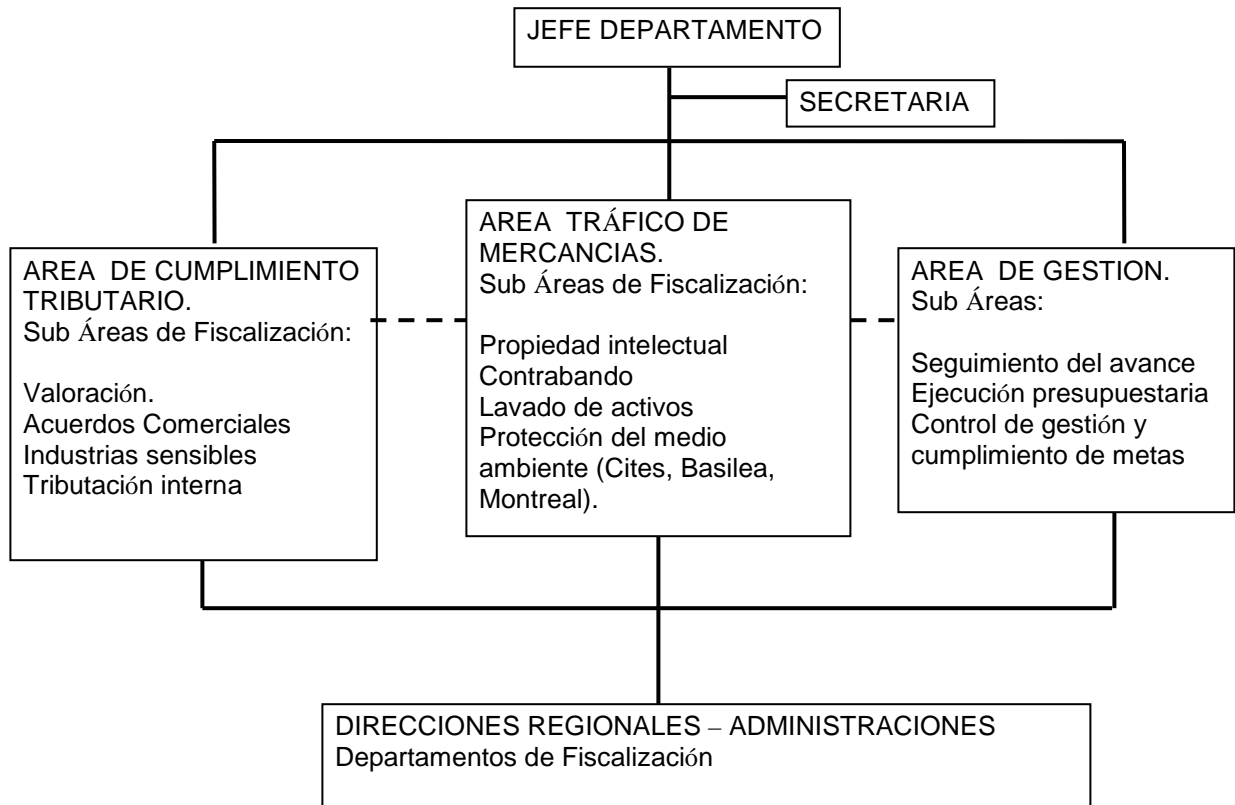 JEFE DEPARTAMENTO
SECRETARIA
AREA DE CUMPLIMIENTO
TRIBUTARIO.
Sub Áreas de Fiscalización:
Valoración.
Acuerdos Comerciales
Industrias sensibles
Tributación interna
AREA TRÁFICO DE
MERCANCIAS.
Sub Áreas de Fiscalización:
Propiedad intelectual
Contrabando
Lavado de activos
Protección del medio
ambiente (Cites, Basilea,
Montreal).
AREA DE GESTION.
Sub Áreas:
Seguimiento del avance
Ejecución presupuestaria
Control de gestión y
cumplimiento de metas
DIRECCIONES REGIONALES – ADMINISTRACIONES
Departamentos de Fiscalización